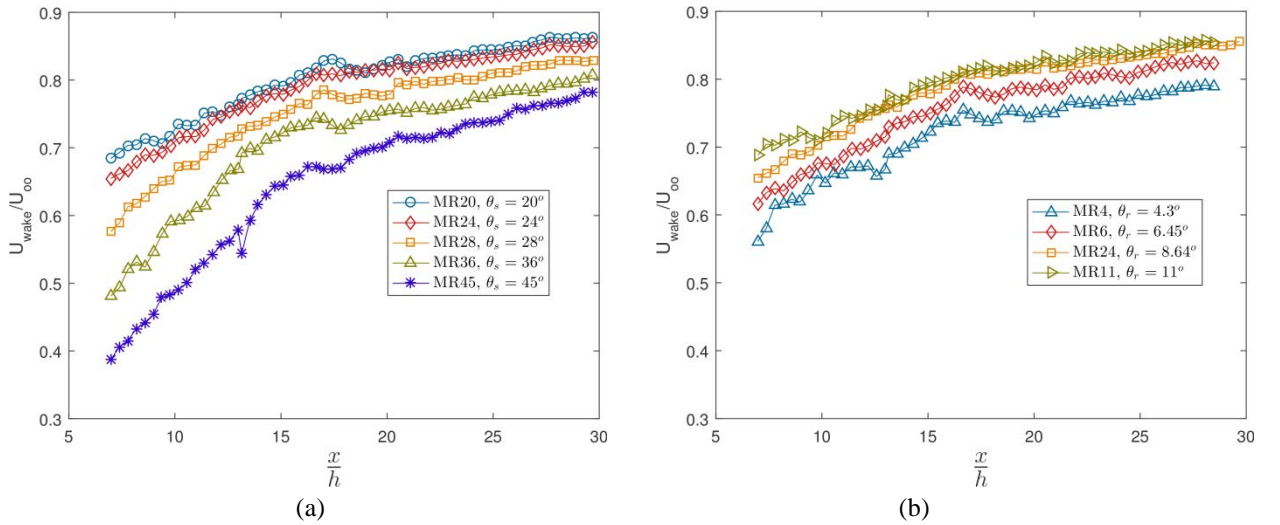 0.9
0.8
0.7
0.6
0.5
0.4
0.3
U_wake/U_oo
MR20, θ_s = 20°
MR24, θ_s = 24°
MR28, θ_s = 28°
MR36, θ_s = 36°
MR45, θ_s = 45°
5 10 15 20 25 30
x
h
(a)
0.9
0.8
0.7
0.6
0.5
0.4
0.3
U_wake/U_oo
MR4, θ_r = 4.3°
MR6, θ_r = 6.45°
MR24, θ_r = 8.64°
MR11, θ_r = 11°
5 10 15 20 25 30
x
h
(b)